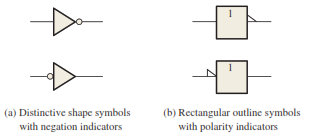 1
1
(a) Distinctive shape symbols
with negation indicators
(b) Rectangular outline symbols
with polarity indicators